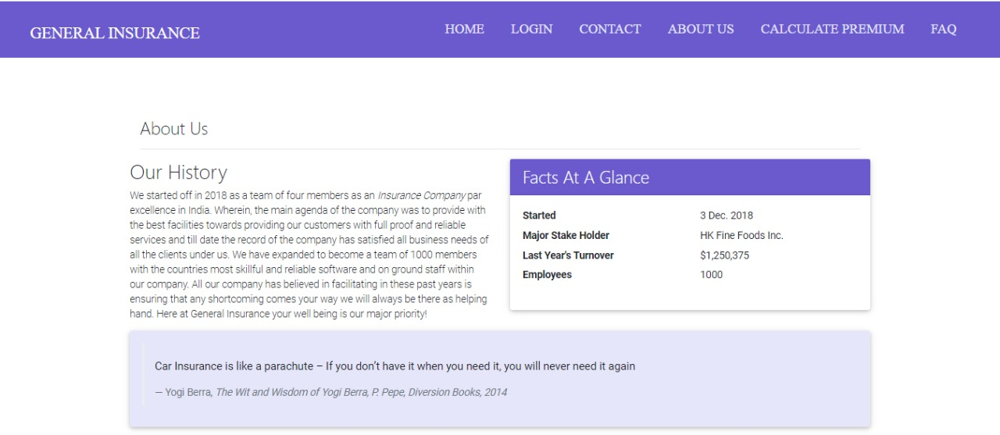 GENERAL INSURANCE
HOME LOGIN CONTACT ABOUT US CALCULATE PREMIUM FAQ
About Us
Our History
We started off in 2018 as a team of four members as an Insurance Company par
excellence in India. Wherein, the main agenda of the company was to provide with
the best facilities towards providing our customers with full proof and reliable
services and till date the record of the company has satisfied all business needs of
all the clients under us. We have expanded to become a team of 1000 members
with the countries most skillful and reliable software and on ground staff within
our company. All our company has believed in facilitating in these past years is
ensuring that any shortcoming comes your way we will always be there as helping
hand. Here at General Insurance your well being is our major priority!
Facts At A Glance
Started 3 Dec. 2018
Major Stake Holder HK Fine Foods Inc.
Last Year's Turnover $1,250,375
Employees 1000
Car Insurance is like a parachute – If you don’t have it when you need it, you will never need it again
— Yogi Berra, The Wit and Wisdom of Yogi Berra, P. Pepe, Diversion Books, 2014